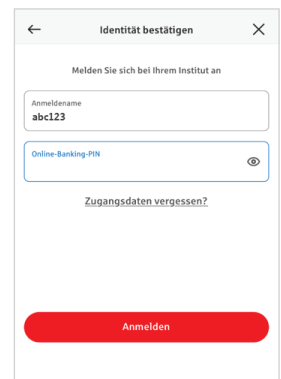 Identität bestätigen
Melden Sie sich bei Ihrem Institut an
Anmeldename
abc123
Online-Banking-PIN
Zugangsdaten vergessen?
Anmelden